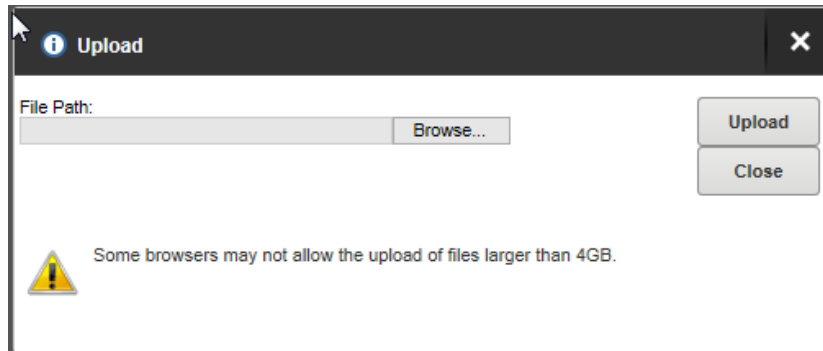 Upload
File Path:
Browse...
Upload
Close
Some browsers may not allow the upload of files larger than 4GB.